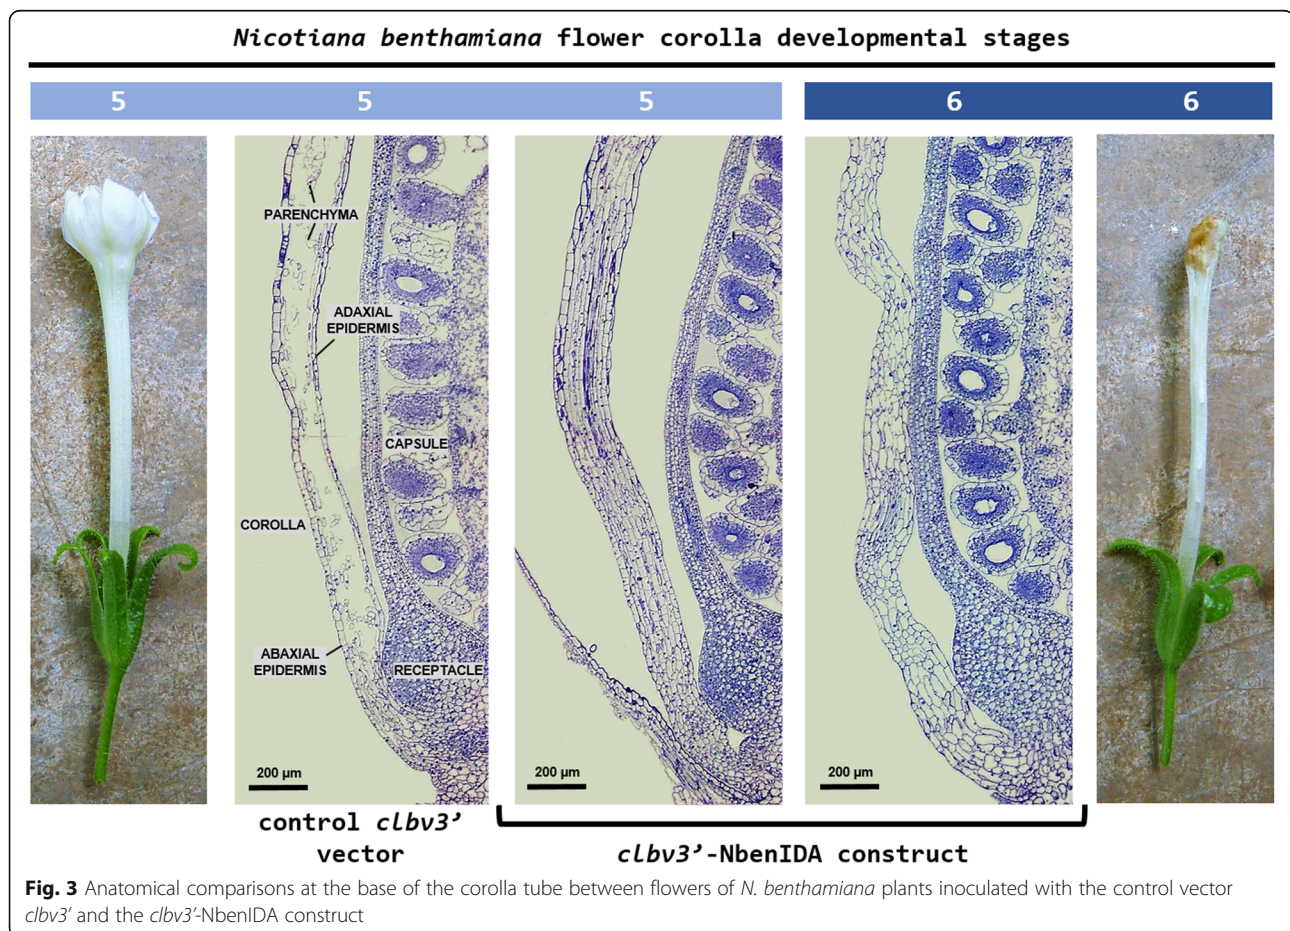 Nicotiana benthamiana flower corolla developmental stages
5 5 5 6 6
PARENCHYMA
ADAXIAL
EPIDERMIS
CAPSULE
COROLLA
ABAXIAL
EPIDERMIS
RECEPTACLE
200 µm 200 µm 200 µm
control clbv3’
vector
clbv3’-NbenIDA construct
Fig. 3 Anatomical comparisons at the base of the corolla tube between flowers of N. benthamiana plants inoculated with the control vector
clbv3’ and the clbv3’-NbenIDA construct